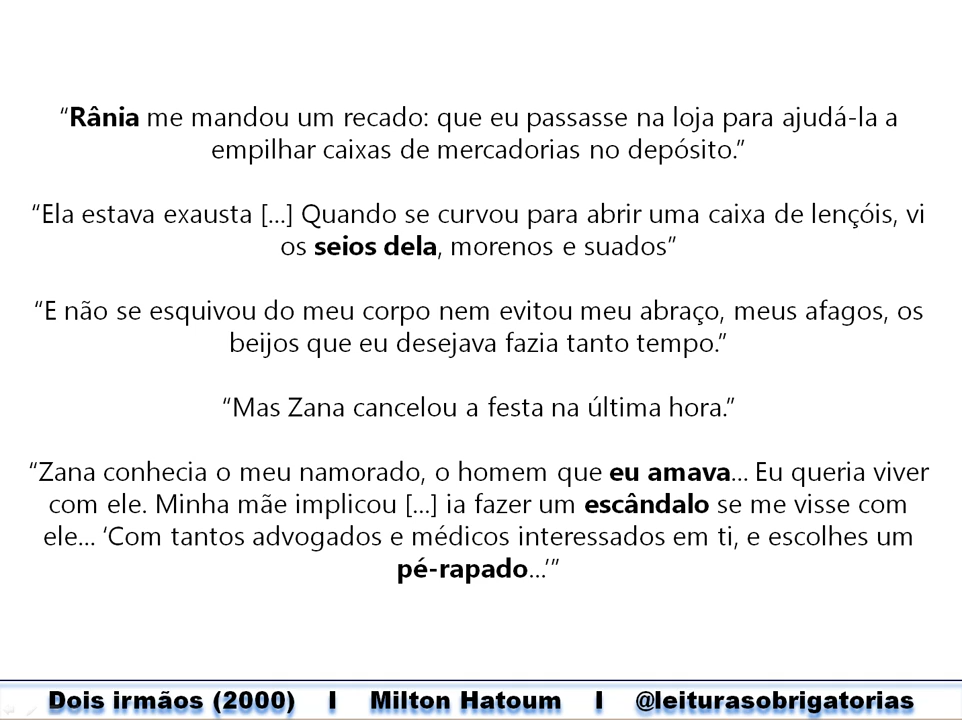 “Rânia me mandou um recado: que eu passasse na loja para ajudá-la a
empilhar caixas de mercadorias no depósito.”
“Ela estava exausta [...] Quando se curvou para abrir uma caixa de lençóis, vi
os seios dela, morenos e suados”
“E não se esquivou do meu corpo nem evitou meu abraço, meus afagos, os
beijos que eu desejava fazia tanto tempo.”
“Mas Zana cancelou a festa na última hora.”
“Zana conhecia o meu namorado, o homem que eu amava... Eu queria viver
com ele. Minha mãe implicou [...] ia fazer um escândalo se me visse com
ele... ‘Com tantos advogados e médicos interessados em ti, e escolhes um
pé-rapado...’”
Dois irmãos (2000) I Milton Hatoum I @leiturasobrigatorias